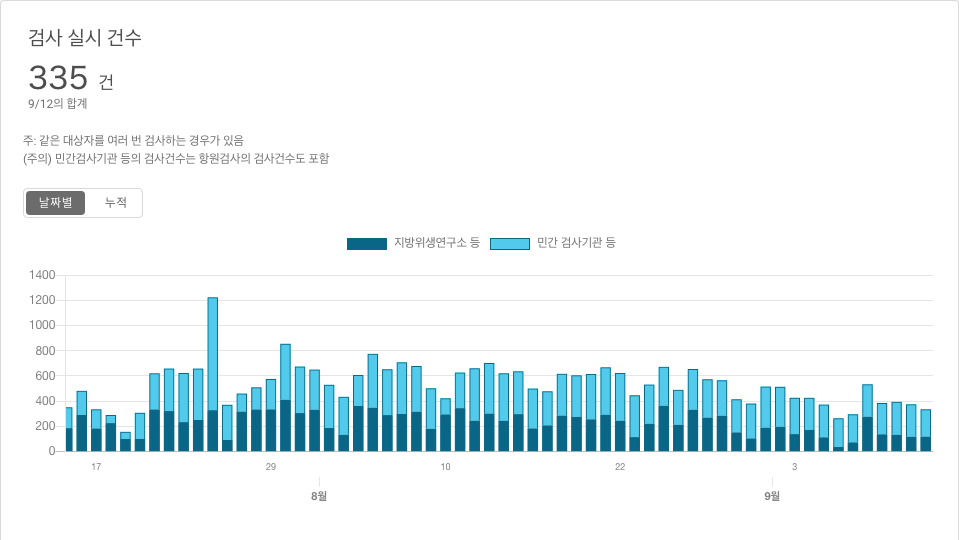 검사 실시 건수
335 건
9/12의 합계
주: 같은 대상자를 여러 번 검사하는 경우가 있음
(주의) 민간검사기관 등의 검사건수는 항원검사의 검사건수도 포함
날짜별 누적
지방위생연구소 등 민간 검사기관 등
1400
1200
1000
800
600
400
200
0
17 29 10 22 3
8월 9월